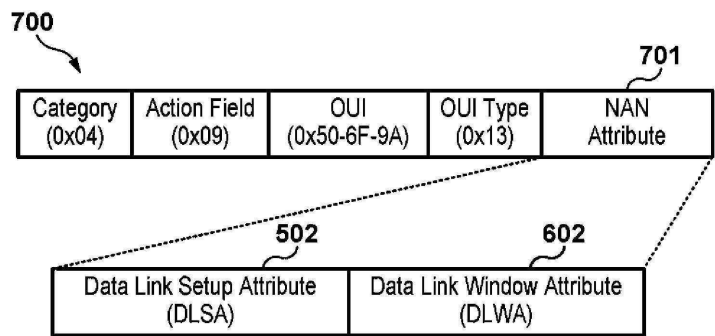 700
701
Category
(0x04)
Action Field
(0x09)
OUI
(0x50-6F-9A)
OUI Type
(0x13)
NAN
Attribute
502
602
Data Link Setup Attribute
(DLSA)
Data Link Window Attribute
(DLWA)